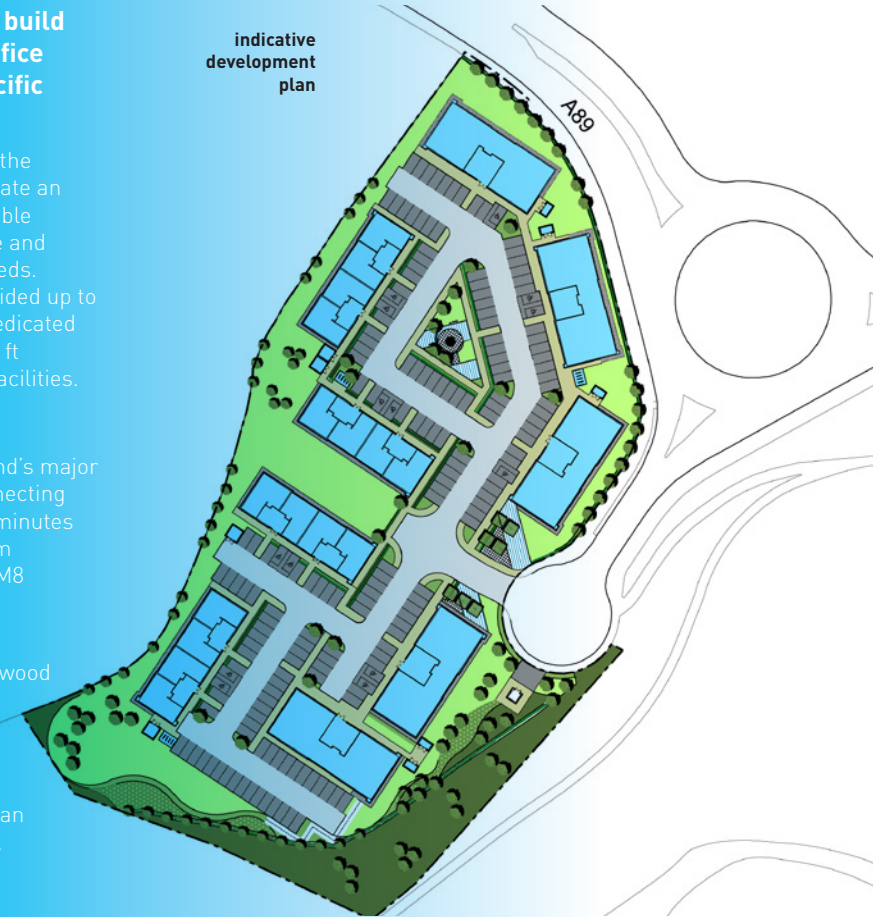 build
fice
cific
the
ate an
ble
e and
eds.
ided up to
edicated
ft
acilities.
nd's major
necting
minutes
m
M8
wood
an
indicative
development
plan
A89